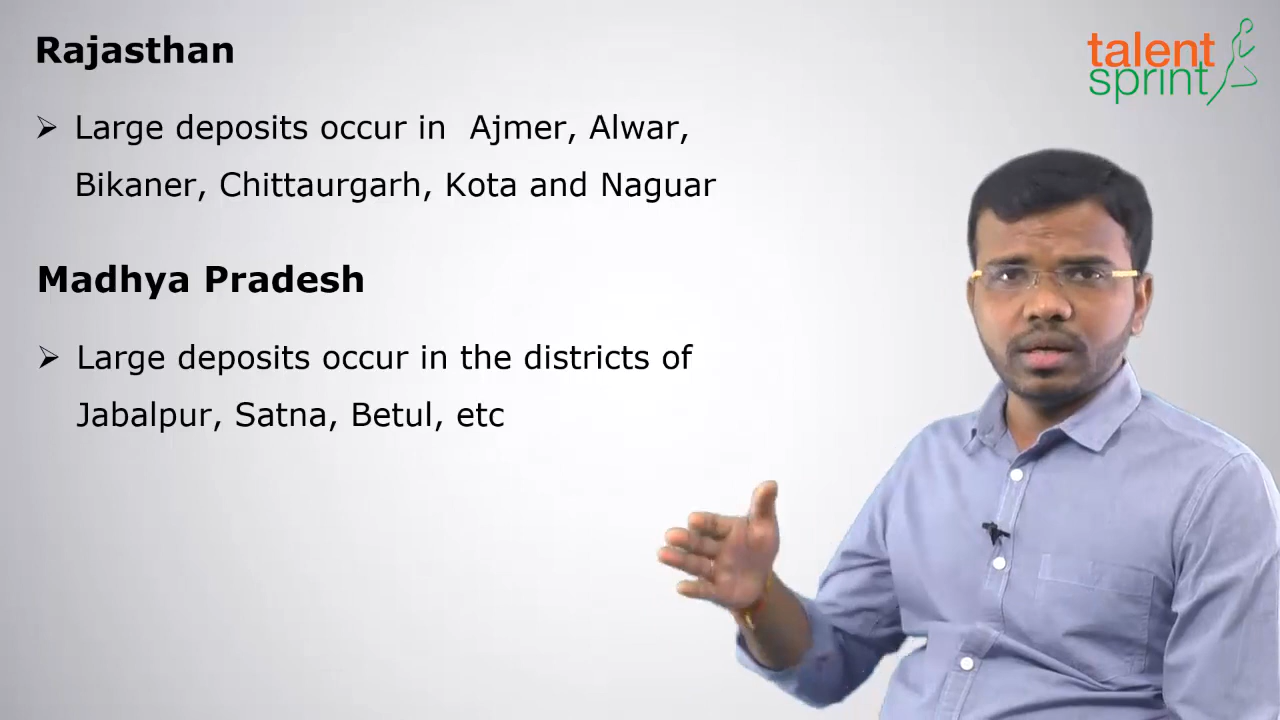 Rajasthan
talent
sprint
➢ Large deposits occur in Ajmer, Alwar,
Bikaner, Chittaurgarh, Kota and Naguar
Madhya Pradesh
➢ Large deposits occur in the districts of
Jabalpur, Satna, Betul, etc